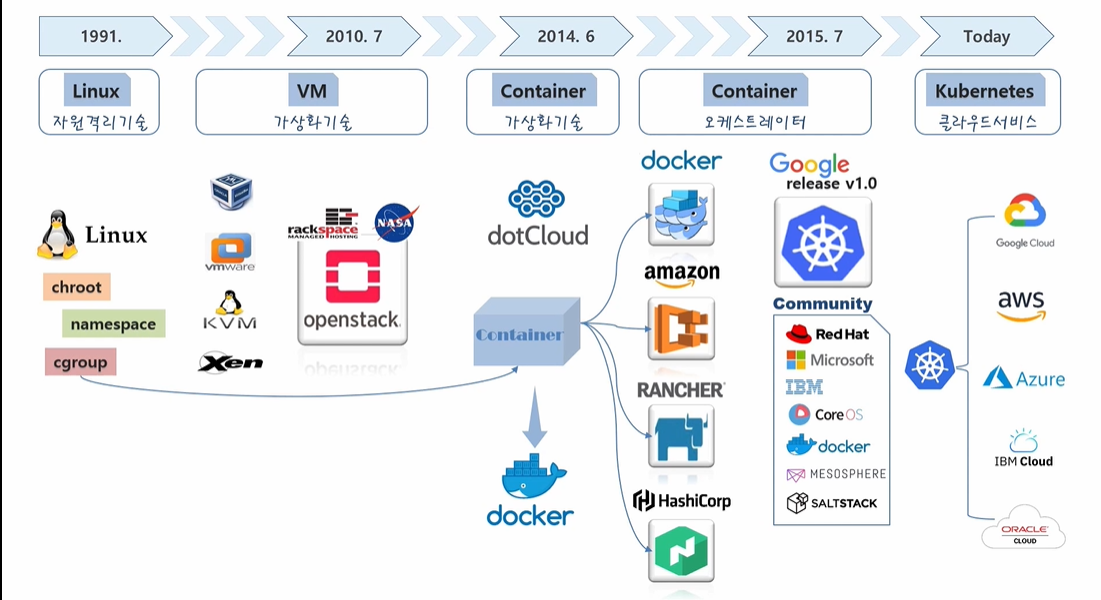 1991.
2010. 7
2014. 6
2015. 7
Today
Linux
자원격리기술
VM
가상화기술
Container
가상화기술
Container
오케스트레이터
Kubernetes
클라우드서비스
Linux
chroot
namespace
cgroup
vmware
KVM
Xen
rackspace
MANAGED HOSTING
NASA
openstack.
dotCloud
Container
docker
docker
amazon
RANCHER
HashiCorp
Google
release v1.0
Community
Red Hat
Microsoft
IBM
CoreOS
docker
MESOSPHERE
SALTSTACK
Google Cloud
aws
Azure
IBM Cloud
ORACLE
CLOUD